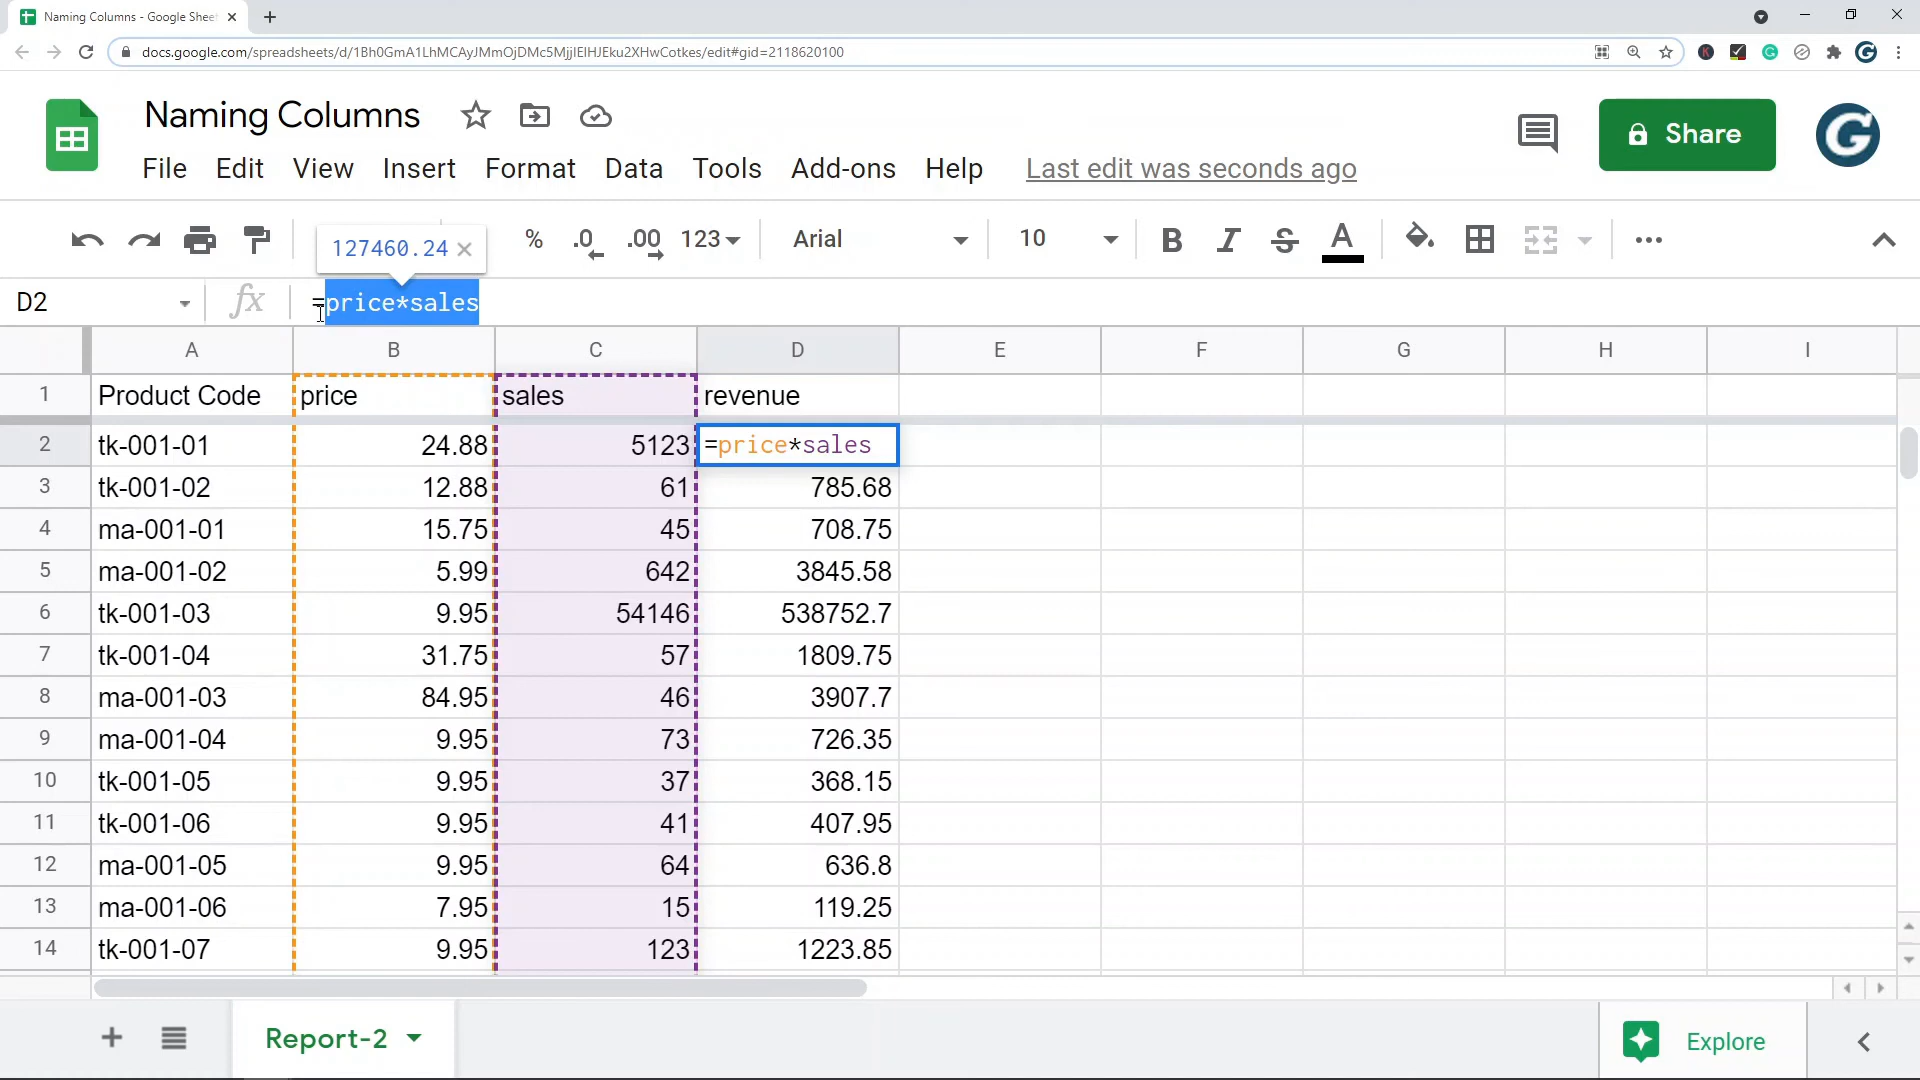 Naming Columns - Google Sheet
docs.google.com/spreadsheets/d/1Bh0GmA1LhMCAyJMmOjDMc5MjjlEIHJEku2XHwCotkes/edit#gid=2118620100
Naming Columns
Share
File Edit View Insert Format Data Tools Add-ons Help Last edit was seconds ago
127460.24 % .0 .00 123 Arial 10 B I S A
D2 fx =price*sales
A B C D E F G H I
1 Product Code price sales revenue
2 tk-001-01 24.88 5123 =price*sales
3 tk-001-02 12.88 61 785.68
4 ma-001-01 15.75 45 708.75
5 ma-001-02 5.99 642 3845.58
6 tk-001-03 9.95 54146 538752.7
7 tk-001-04 31.75 57 1809.75
8 ma-001-03 84.95 46 3907.7
9 ma-001-04 9.95 73 726.35
10 tk-001-05 9.95 37 368.15
11 tk-001-06 9.95 41 407.95
12 ma-001-05 9.95 64 636.8
13 ma-001-06 7.95 15 119.25
14 tk-001-07 9.95 123 1223.85
Report-2 Explore